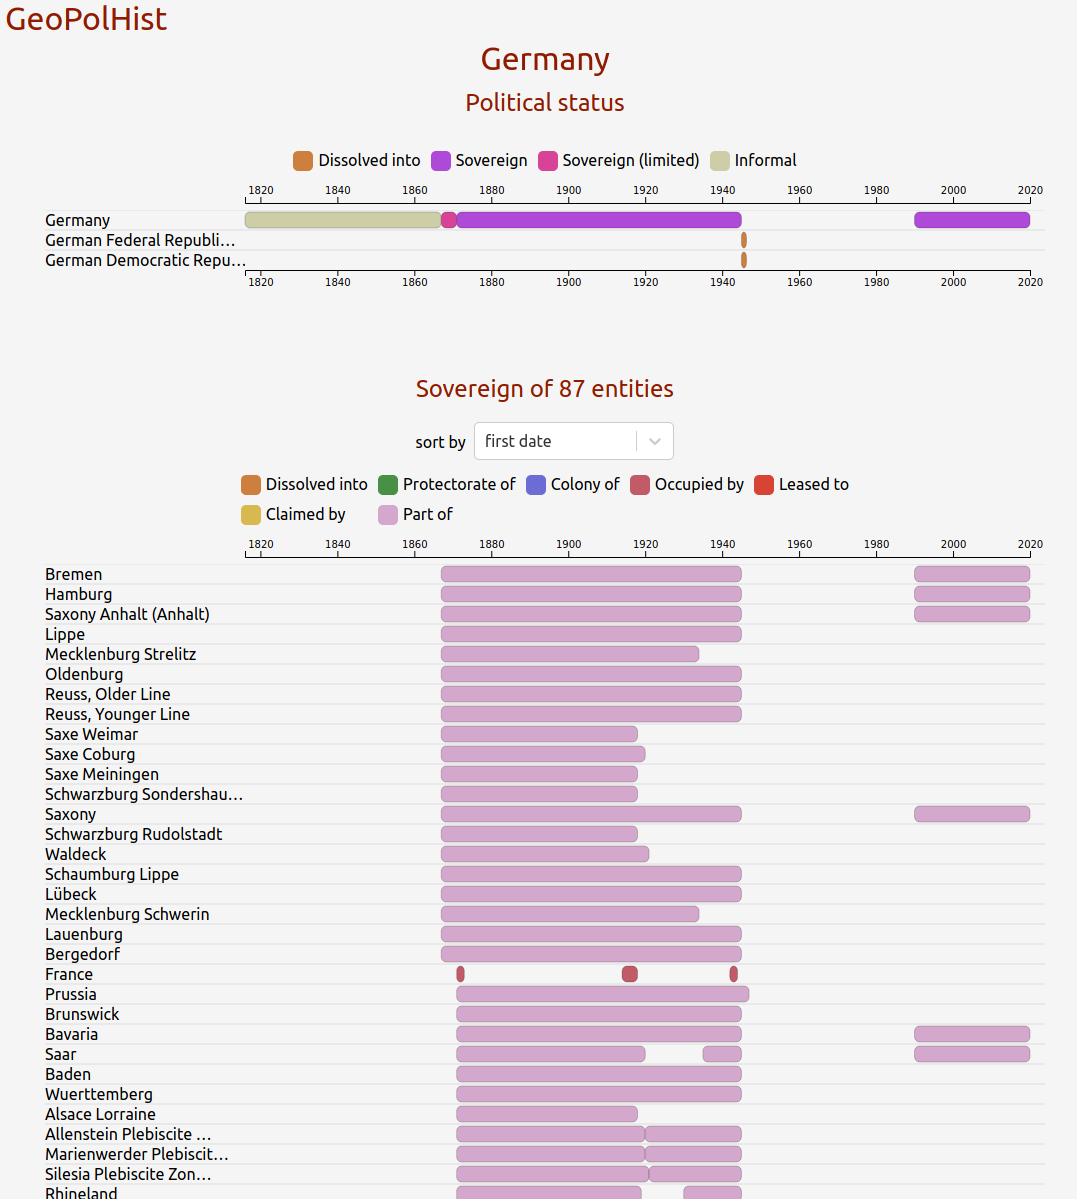 GeoPolHist
Germany
Political status
Dissolved into Sovereign Sovereign (limited) Informal
1820 1840 1860 1880 1900 1920 1940 1960 1980 2000 2020
Germany
German Federal Republi…
German Democratic Repu…
1820 1840 1860 1880 1900 1920 1940 1960 1980 2000 2020
Sovereign of 87 entities
sort by first date
Dissolved into Protectorate of Colony of Occupied by Leased to
Claimed by Part of
1820 1840 1860 1880 1900 1920 1940 1960 1980 2000 2020
Bremen
Hamburg
Saxony Anhalt (Anhalt)
Lippe
Mecklenburg Strelitz
Oldenburg
Reuss, Older Line
Reuss, Younger Line
Saxe Weimar
Saxe Coburg
Saxe Meiningen
Schwarzburg Sondershau…
Saxony
Schwarzburg Rudolstadt
Waldeck
Schaumburg Lippe
Lübeck
Mecklenburg Schwerin
Lauenburg
Bergedorf
France
Prussia
Brunswick
Bavaria
Saar
Baden
Wuerttemberg
Alsace Lorraine
Allenstein Plebiscite …
Marienwerder Plebiscit…
Silesia Plebiscite Zon…
Rhineland